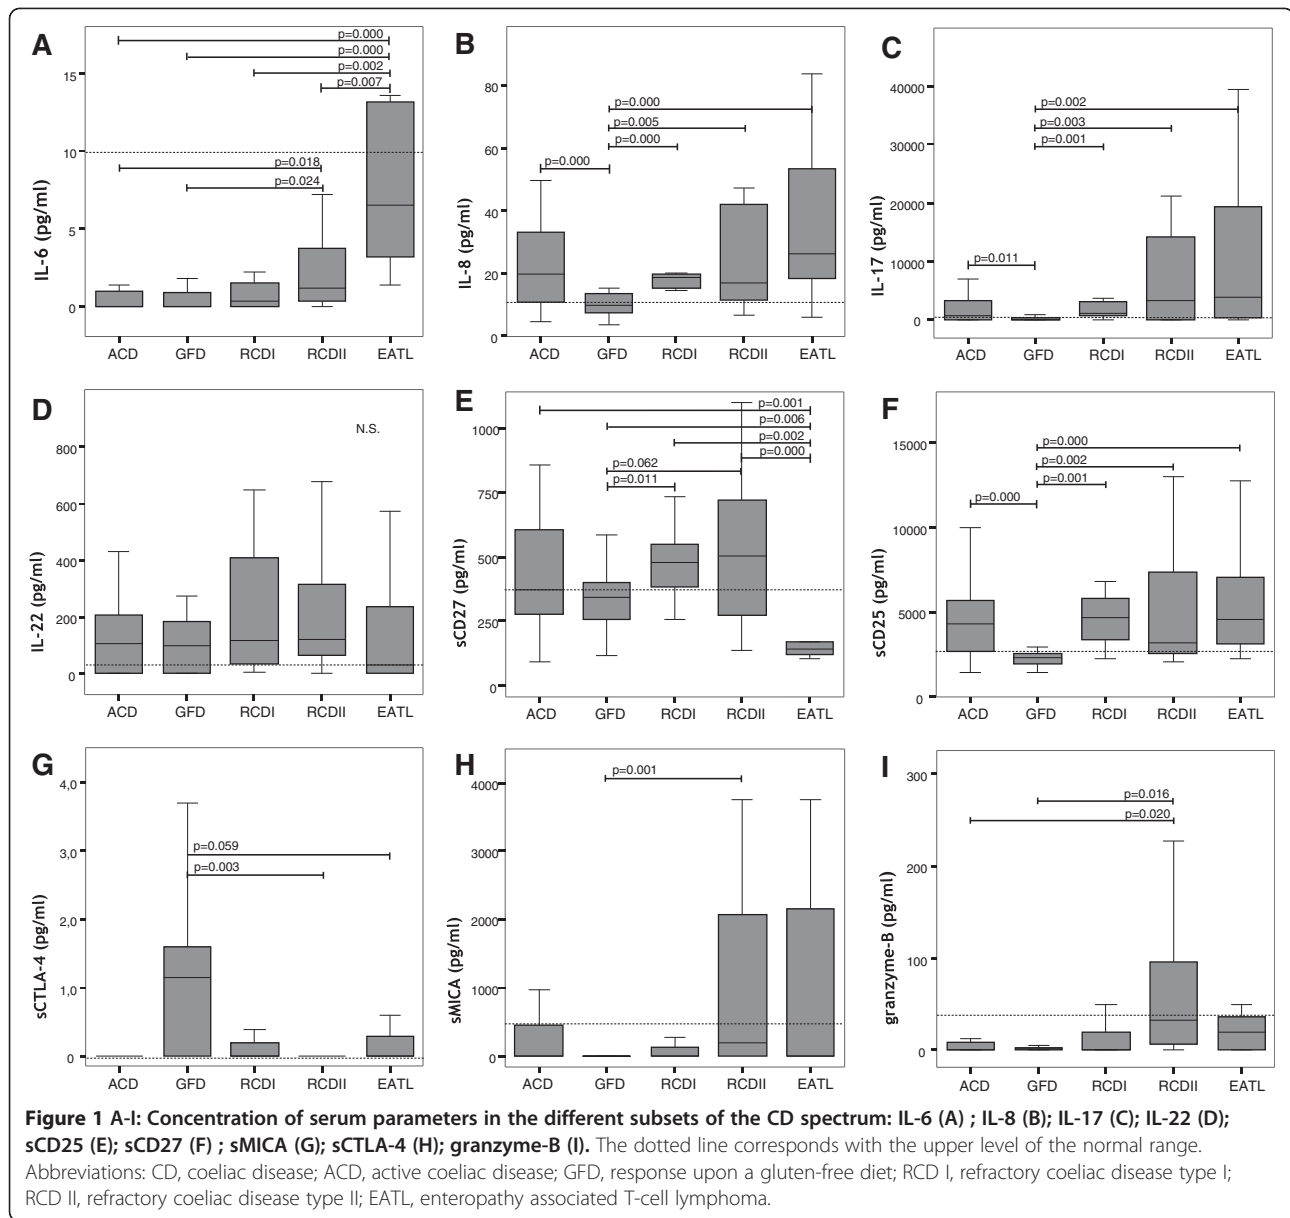 A
p=0.000
p=0.000
p=0.002
p=0.007
p=0.018
p=0.024
15
10
5
0
IL-6 (pg/ml)
ACD GFD RCDI RCDII EATL
B
p=0.000
p=0.005
p=0.000
p=0.000
80
60
40
20
0
IL-8 (pg/ml)
ACD GFD RCDI RCDII EATL
C
p=0.002
p=0.003
p=0.001
p=0.011
40000
30000
20000
10000
0
IL-17 (pg/ml)
ACD GFD RCDI RCDII EATL
D
N.S.
800
600
400
200
0
IL-22 (pg/ml)
ACD GFD RCDI RCDII EATL
E
p=0.001
p=0.006
p=0.002
p=0.000
p=0.062
p=0.011
1000
750
500
250
0
sCD27 (pg/ml)
ACD GFD RCDI RCDII EATL
F
p=0.000
p=0.002
p=0.001
p=0.000
15000
10000
5000
0
sCD25 (pg/ml)
ACD GFD RCDI RCDII EATL
G
p=0.059
p=0.003
4,0
3,0
2,0
1,0
0
sCTLA-4 (pg/ml)
ACD GFD RCDI RCDII EATL
H
p=0.001
4000
3000
2000
1000
0
sMICA (pg/ml)
ACD GFD RCDI RCDII EATL
I
p=0.016
p=0.020
300
200
100
0
granzyme-B (pg/ml)
ACD GFD RCDI RCDII EATL
Figure 1 A-I: Concentration of serum parameters in the different subsets of the CD spectrum: IL-6 (A) ; IL-8 (B); IL-17 (C); IL-22 (D);
sCD25 (E); sCD27 (F) ; sMICA (G); sCTLA-4 (H); granzyme-B (I). The dotted line corresponds with the upper level of the normal range.
Abbreviations: CD, coeliac disease; ACD, active coeliac disease; GFD, response upon a gluten-free diet; RCD I, refractory coeliac disease type I;
RCD II, refractory coeliac disease type II; EATL, enteropathy associated T-cell lymphoma.